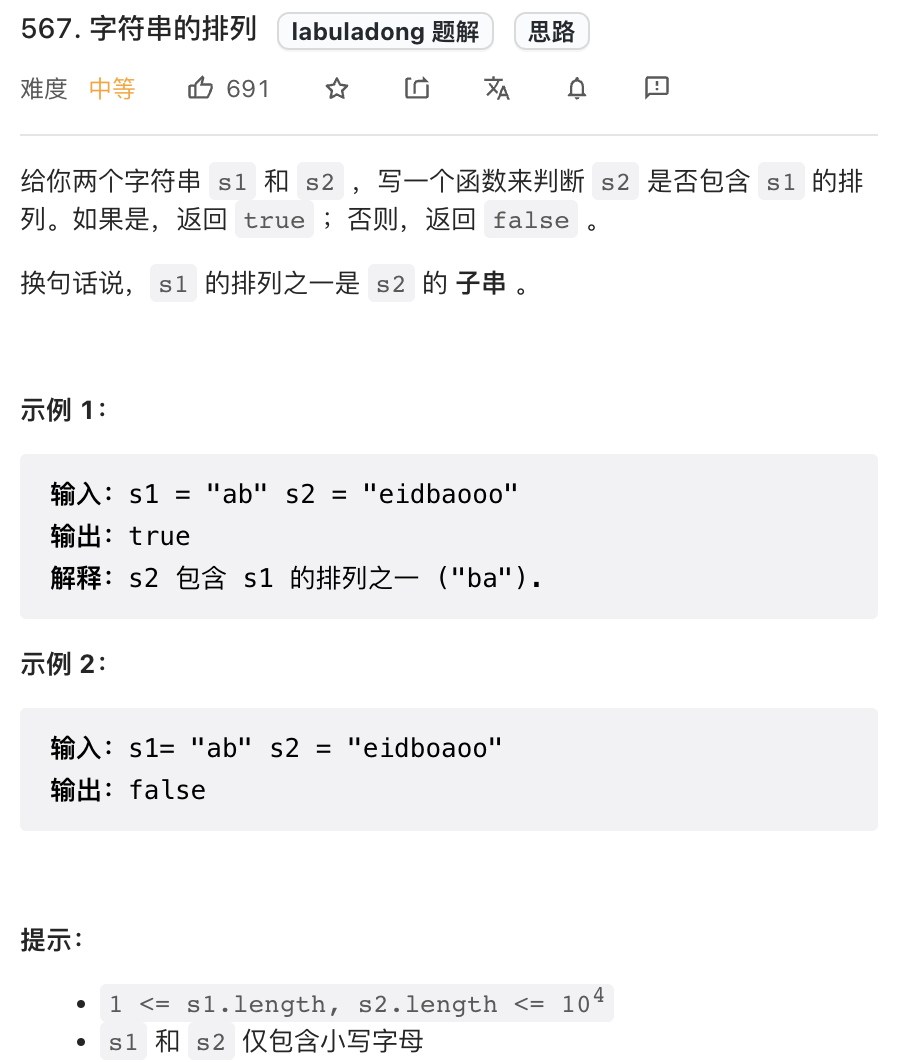 567. 字符串的排列 labuladong 题解 思路
难度 中等 691
给你两个字符串 s1 和 s2 ，写一个函数来判断 s2 是否包含 s1 的排
列。如果是，返回 true ；否则，返回 false 。
换句话说，s1 的排列之一是 s2 的 子串 。
示例 1：
输入：s1 = "ab" s2 = "eidbaooo"
输出：true
解释：s2 包含 s1 的排列之一 ("ba").
示例 2：
输入：s1= "ab" s2 = "eidboaoo"
输出：false
提示：
• 1 <= s1.length, s2.length <= 10⁴
• s1 和 s2 仅包含小写字母